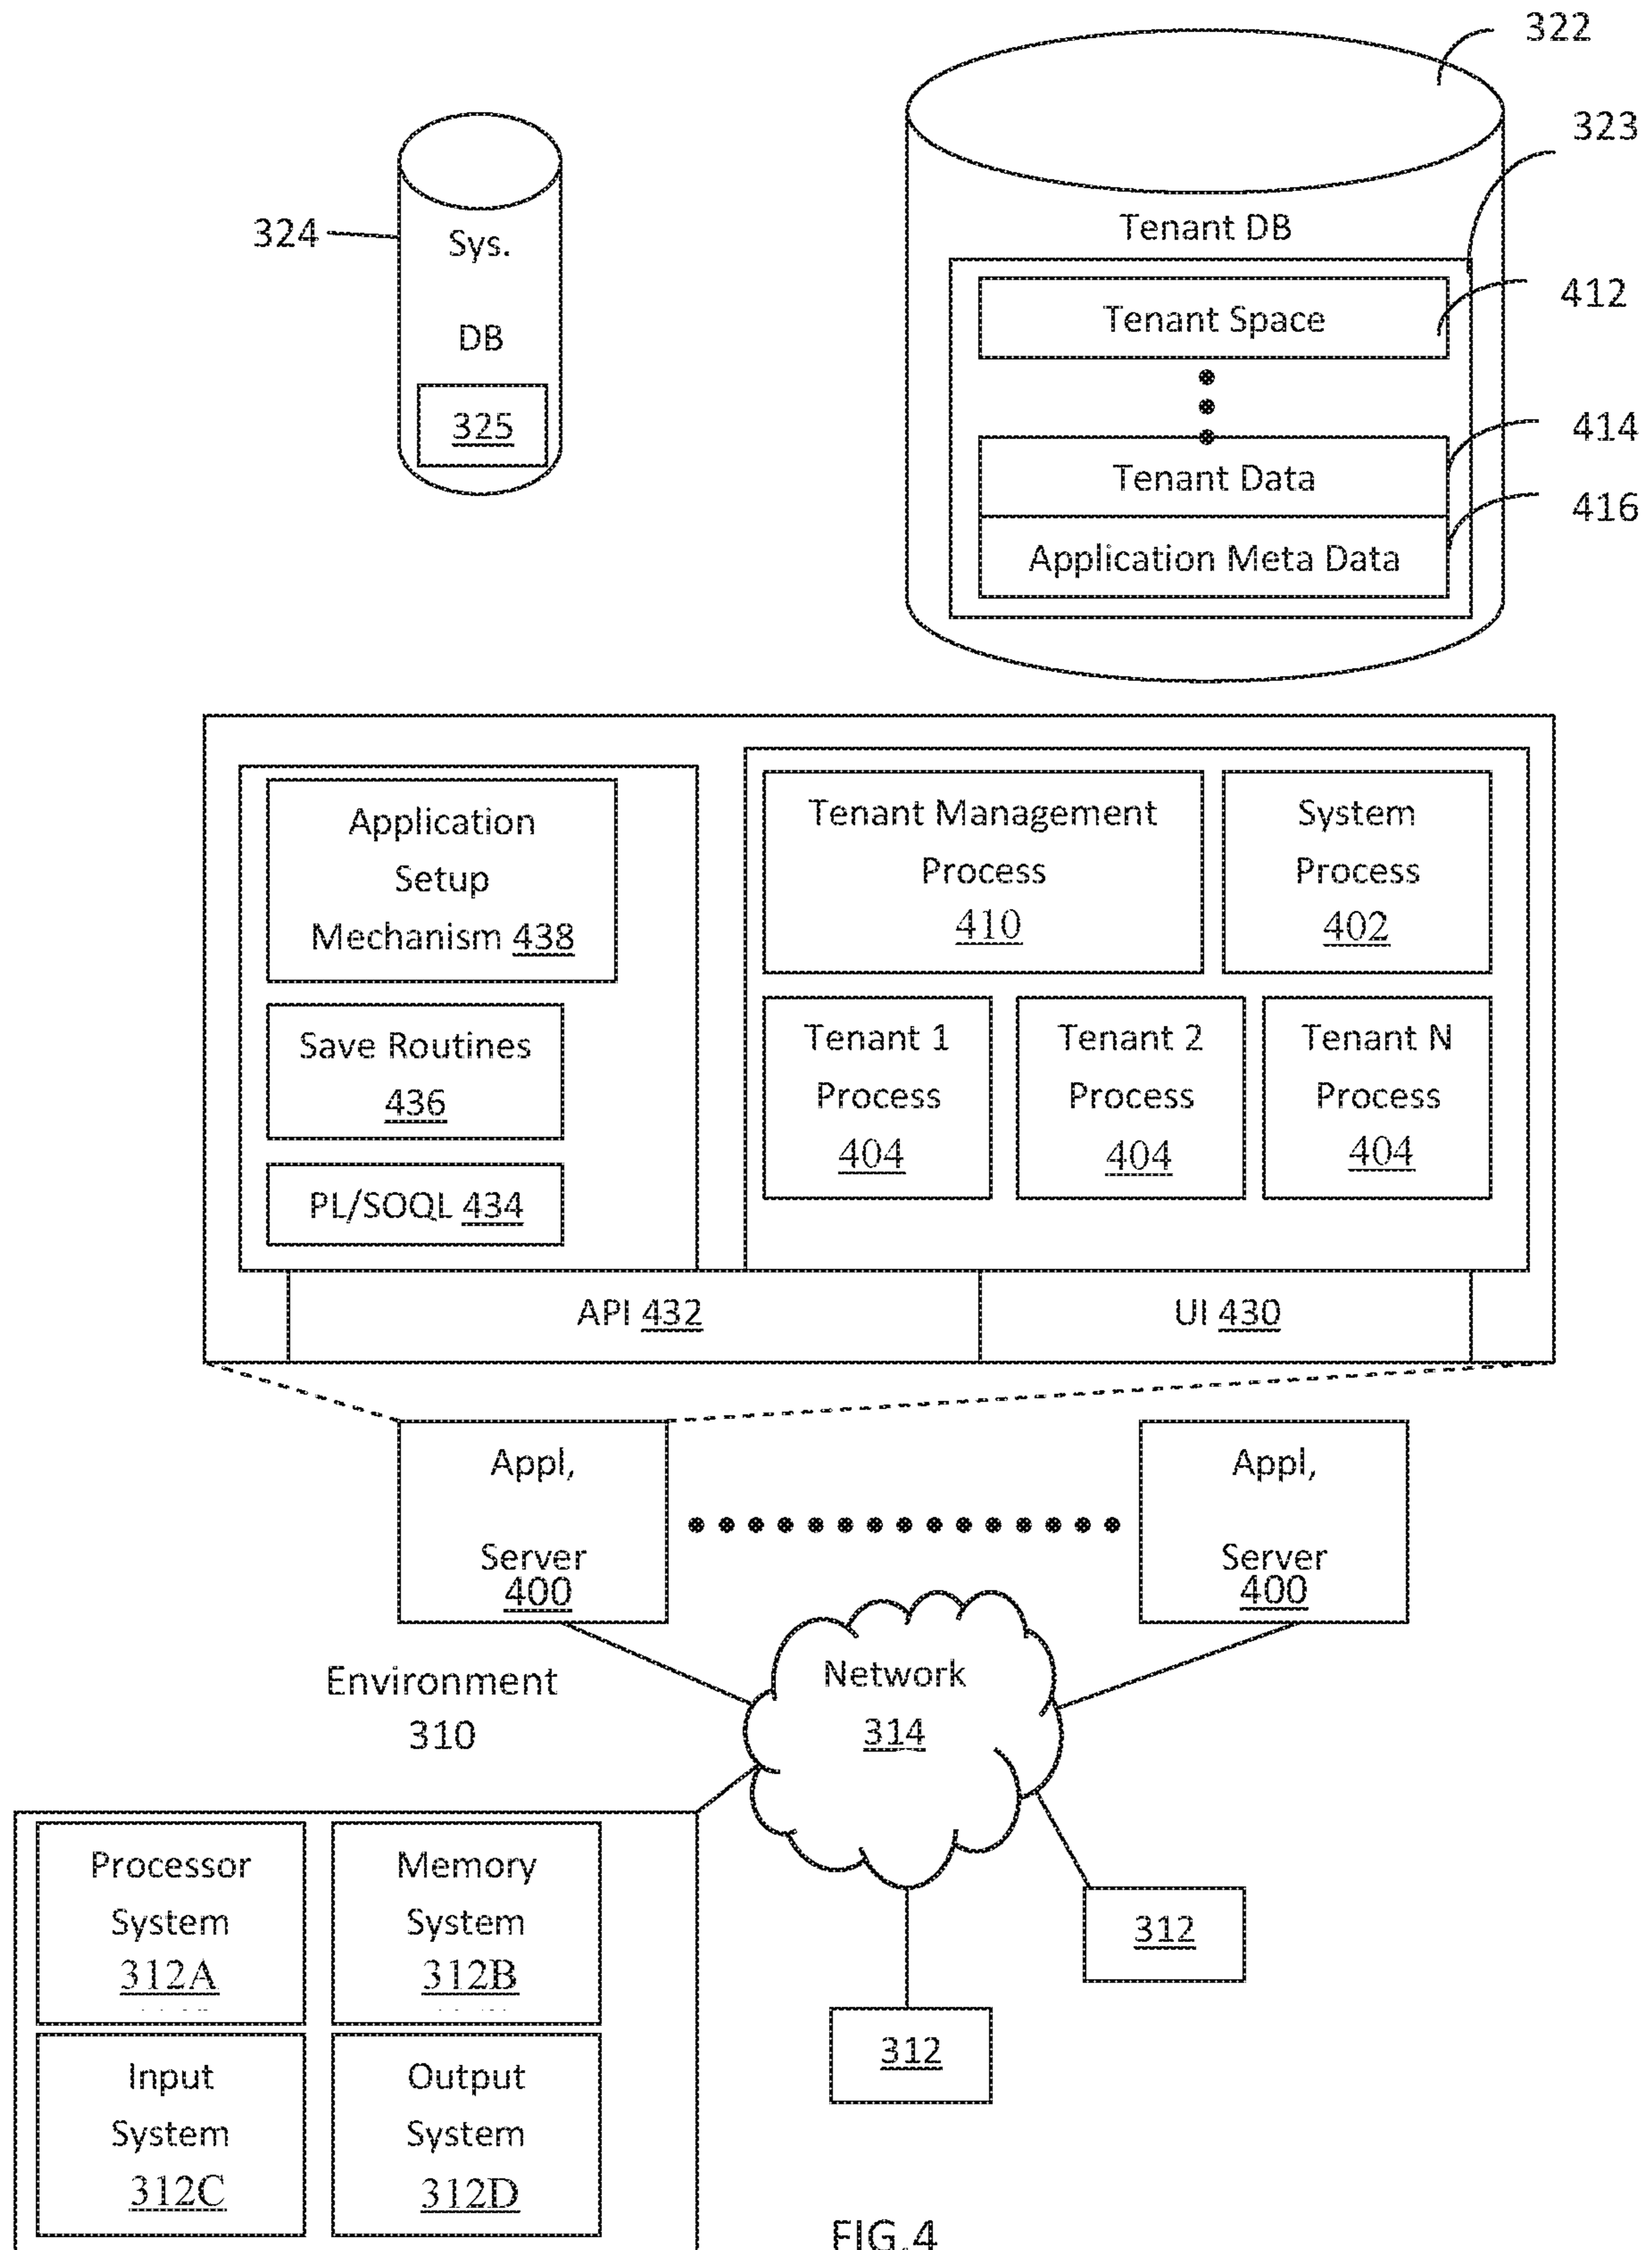 322
323
Tenant DB
324
Sys.
DB
325
Tenant Space
412
414
Tenant Data
416
Application Meta Data
Application
Setup
Mechanism 438
Save Routines
436
PL/SOQL 434
Tenant Management
Process
410
System
Process
402
Tenant 1
Process
404
Tenant 2
Process
404
Tenant N
Process
404
API 432
UI 430
Appl,
Server
400
Appl,
Server
400
Environment
310
Network
314
Processor
System
312A
Memory
System
312B
Input
System
312C
Output
System
312D
312
312
FIG.4